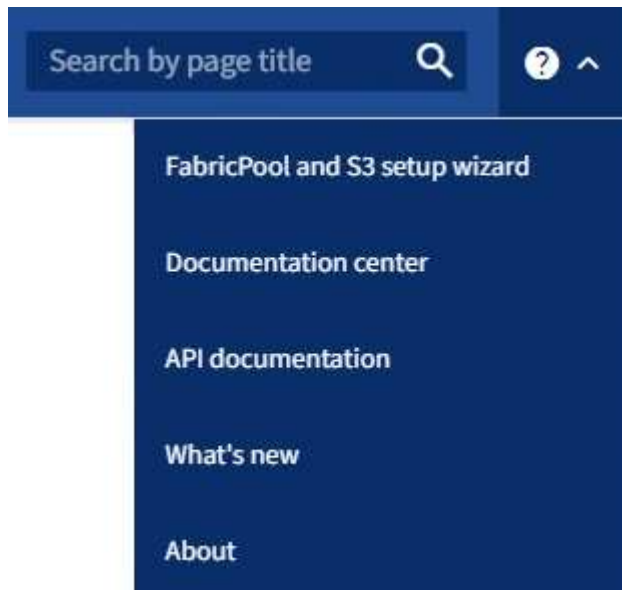 Search by page title
FabricPool and S3 setup wizard
Documentation center
API documentation
What's new
About